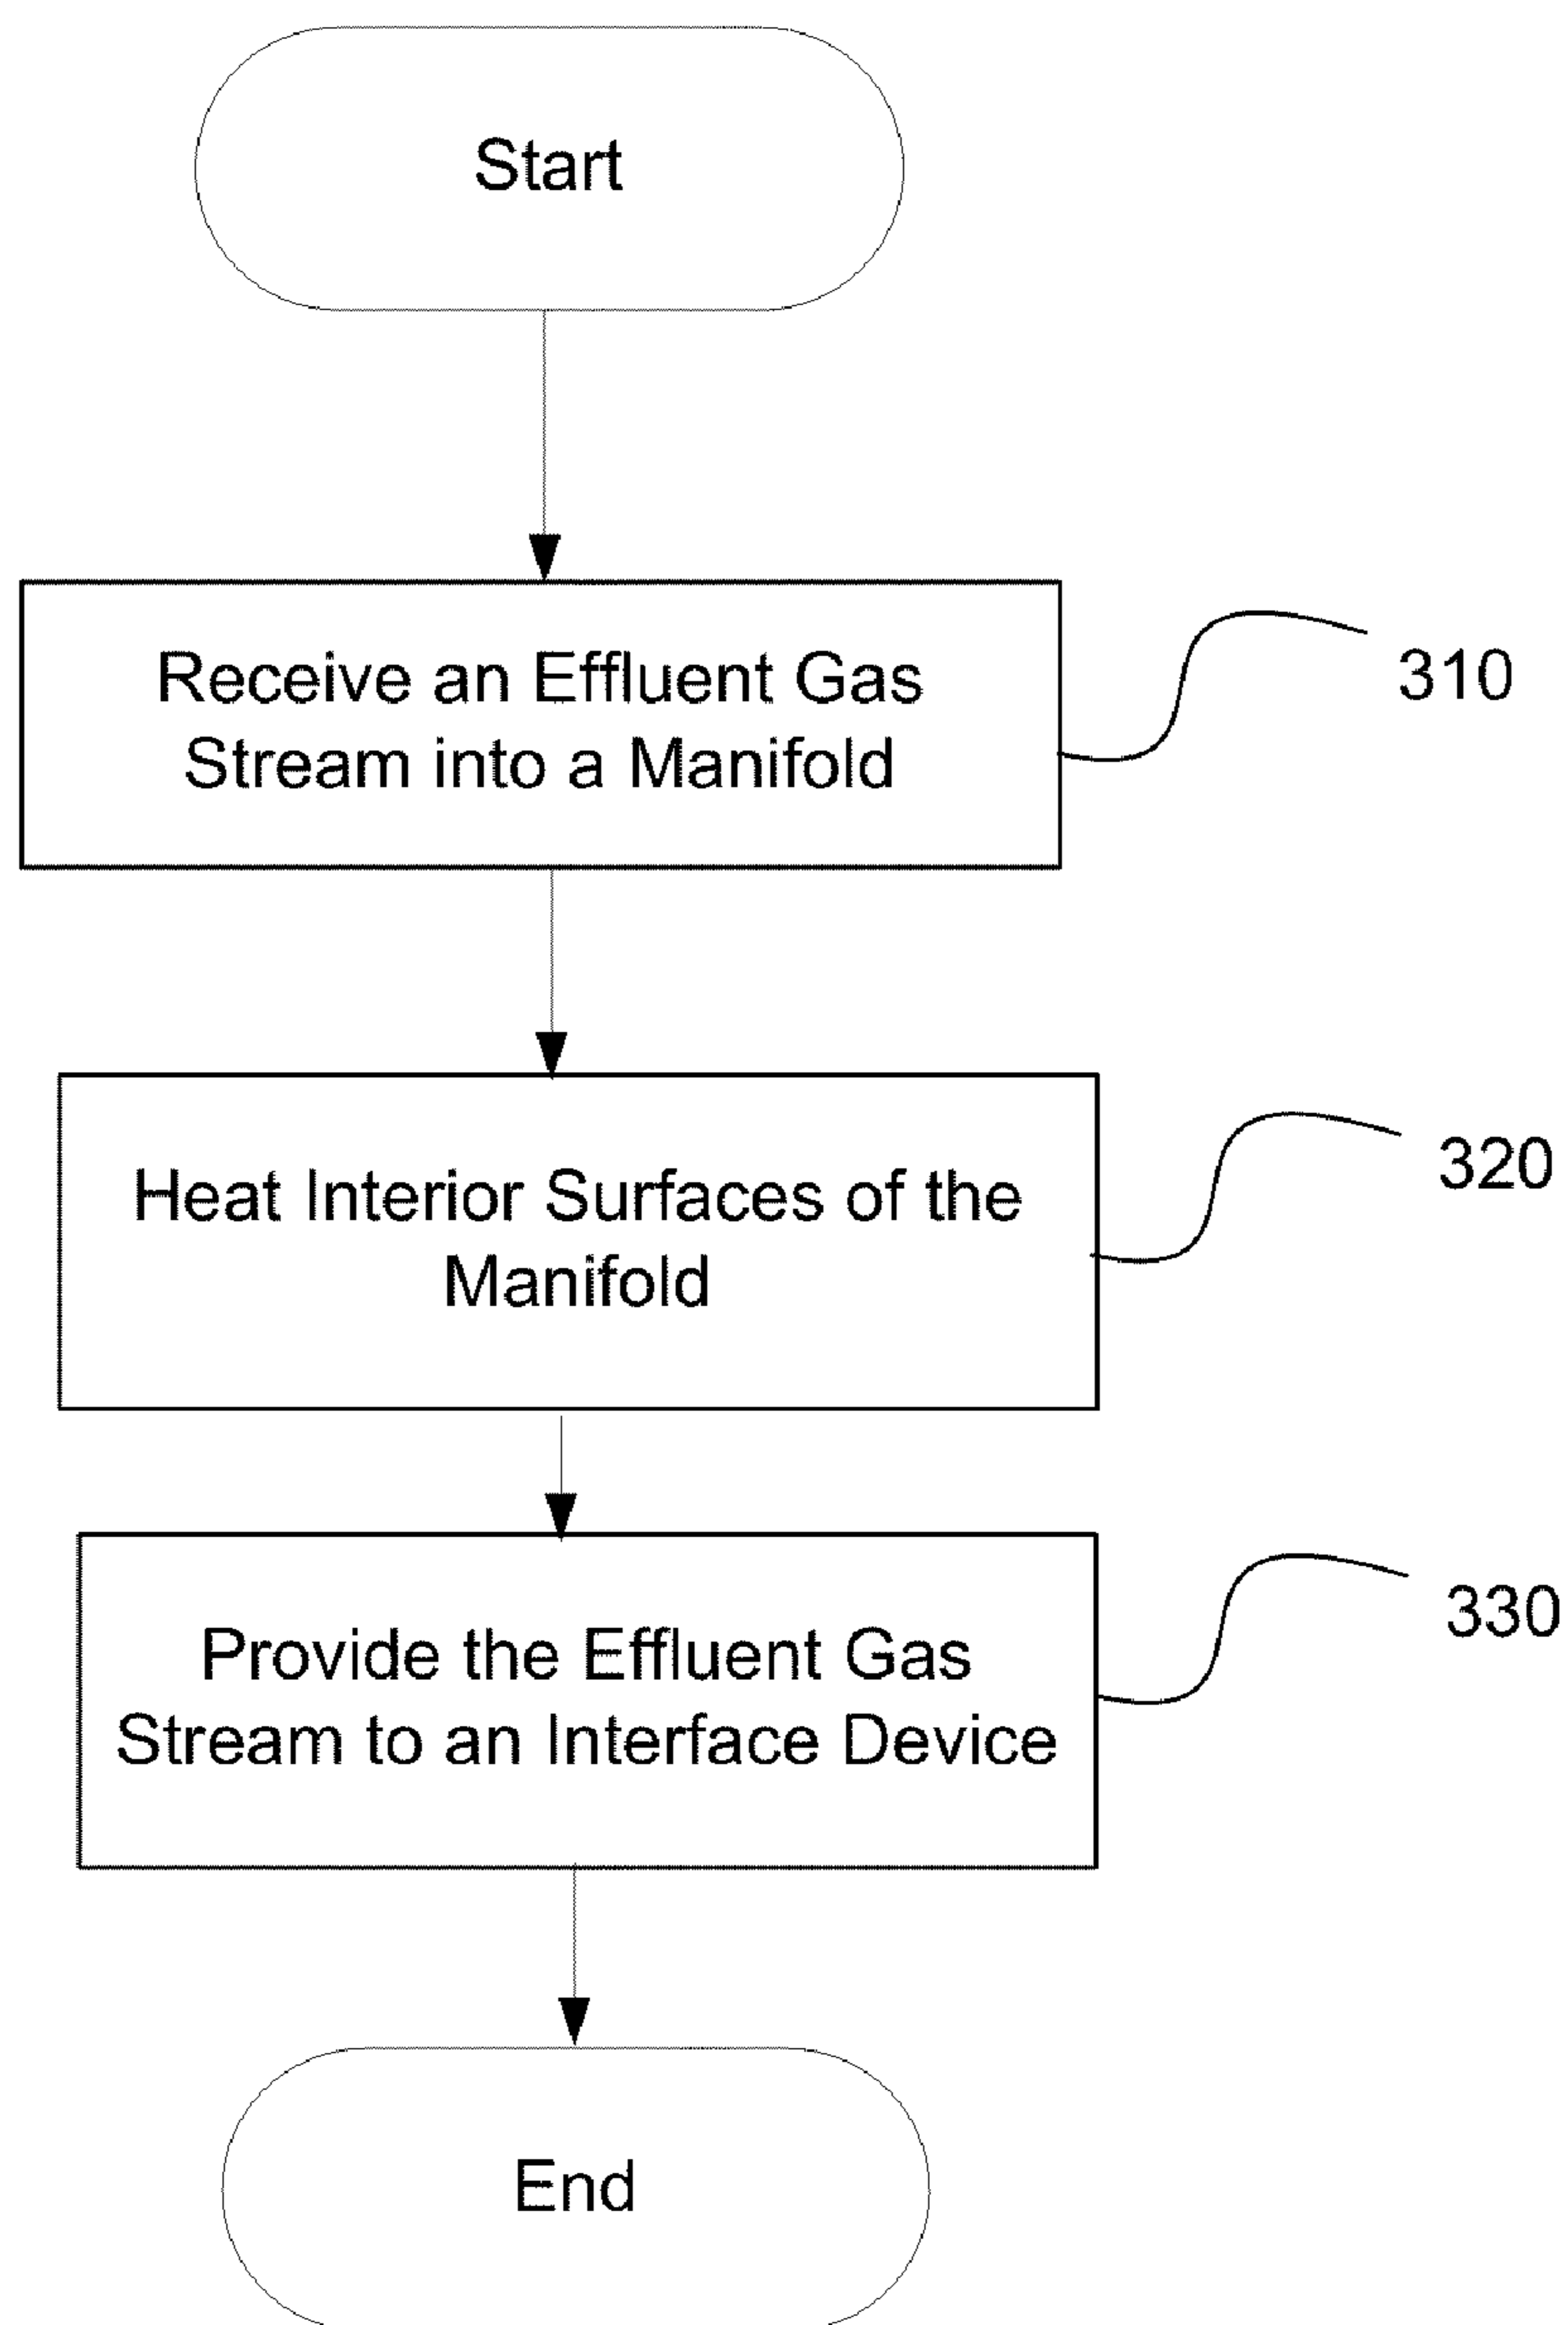 Start
Receive an Effluent Gas
Stream into a Manifold
310
Heat Interior Surfaces of the
Manifold
320
Provide the Effluent Gas
Stream to an Interface Device
330
End